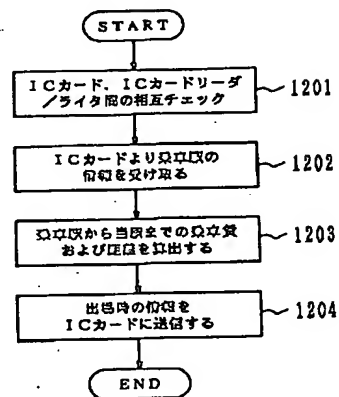 START
ICカード、ICカードリーダ
／ライタ間の相互チェック
1201
ICカードより乗車駅の
情報を受け取る
1202
乗車駅から当駅までの乗車賃
および を算出する
1203
出場時の情報を
ICカードに送信する
1204
END